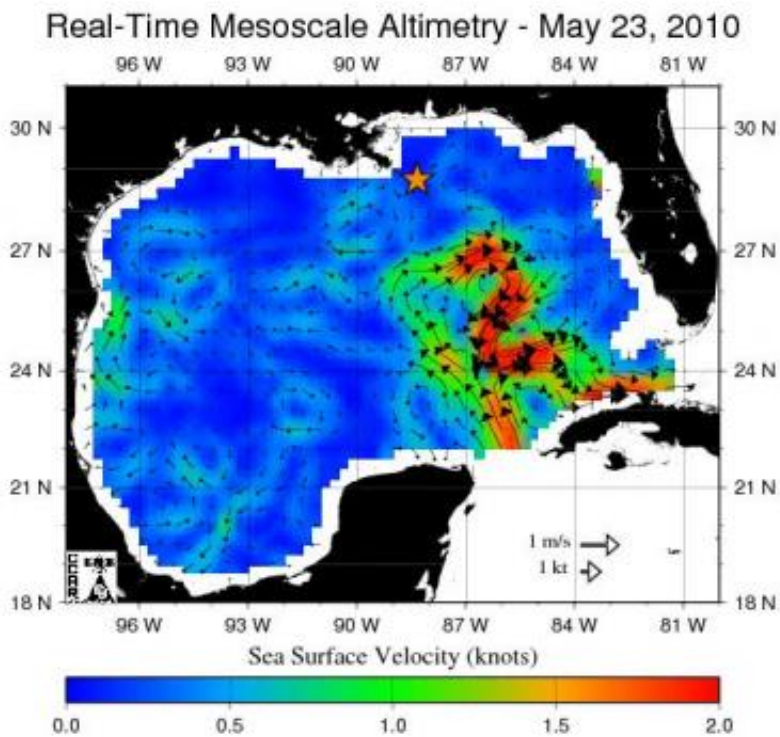 Real-Time Mesoscale Altimetry - May 23, 2010
96 W 93 W 90 W 87 W 84 W 81 W
30 N 30 N
27 N 27 N
24 N 24 N
21 N 21 N
1 m/s
1 kt
18 N 18 N
96 W 93 W 90 W 87 W 84 W 81 W
Sea Surface Velocity (knots)
0.0 0.5 1.0 1.5 2.0